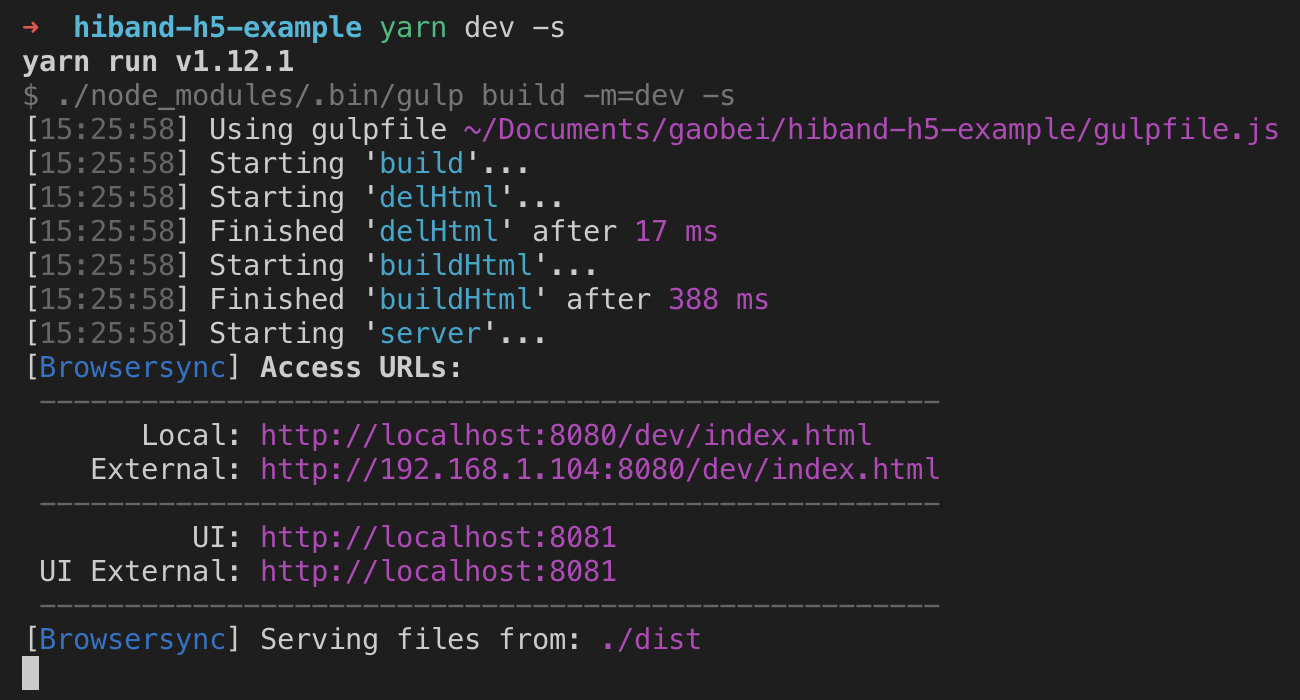 ➜  hiband-h5-example yarn dev -s
yarn run v1.12.1
$ ./node_modules/.bin/gulp build -m=dev -s
[15:25:58] Using gulpfile ~/Documents/gaobei/hiband-h5-example/gulpfile.js
[15:25:58] Starting 'build'...
[15:25:58] Starting 'delHtml'...
[15:25:58] Finished 'delHtml' after 17 ms
[15:25:58] Starting 'buildHtml'...
[15:25:58] Finished 'buildHtml' after 388 ms
[15:25:58] Starting 'server'...
[Browsersync] Access URLs:
 -----------------------------------------------------
       Local: http://localhost:8080/dev/index.html
    External: http://192.168.1.104:8080/dev/index.html
 -----------------------------------------------------
          UI: http://localhost:8081
 UI External: http://localhost:8081
 -----------------------------------------------------
[Browsersync] Serving files from: ./dist